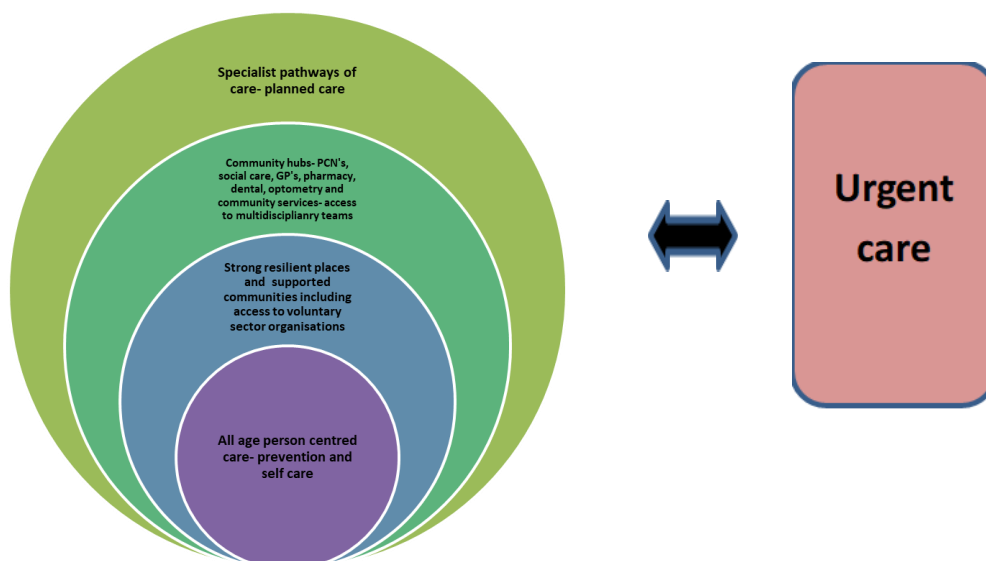 Specialist pathways of
care- planned care
Community hubs- PCN's,
social care, GP's, pharmacy,
dental, optometry and
community services- access
to multidisciplianry teams
Strong resilient places
and supported
communities including
access to voluntary
sector organisations
All age person centred
care- prevention and
self care
Urgent
care